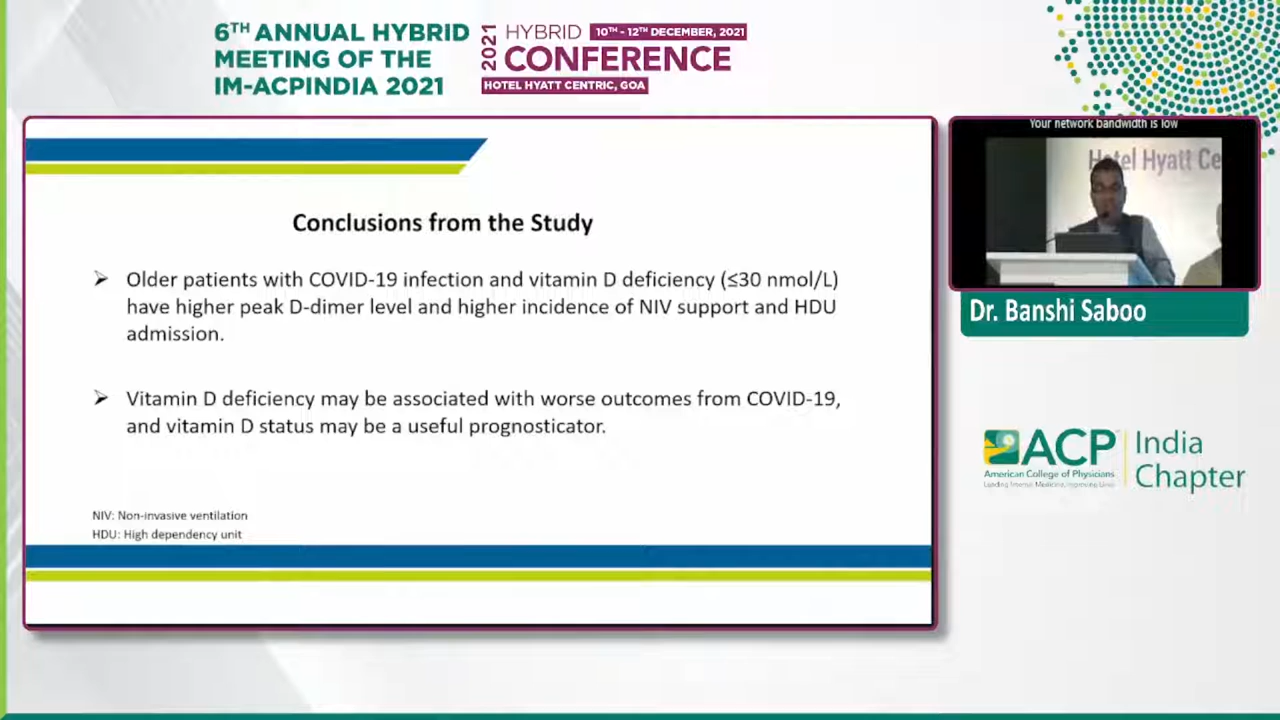 6TH ANNUAL HYBRID
MEETING OF THE
IM-ACPINDIA 2021
2021
HYBRID 10TH - 12TH DECEMBER, 2021
CONFERENCE
HOTEL HYATT CENTRIC, GOA
Conclusions from the Study
➢ Older patients with COVID-19 infection and vitamin D deficiency (≤30 nmol/L)
have higher peak D-dimer level and higher incidence of NIV support and HDU
admission.
➢ Vitamin D deficiency may be associated with worse outcomes from COVID-19,
and vitamin D status may be a useful prognosticator.
NIV: Non-invasive ventilation
HDU: High dependency unit
Your network bandwidth is low
Hotel Hyatt Ce
Dr. Banshi Saboo
ACP
American College of Physicians
Leading Internal Medicine, Improving Lives
India
Chapter